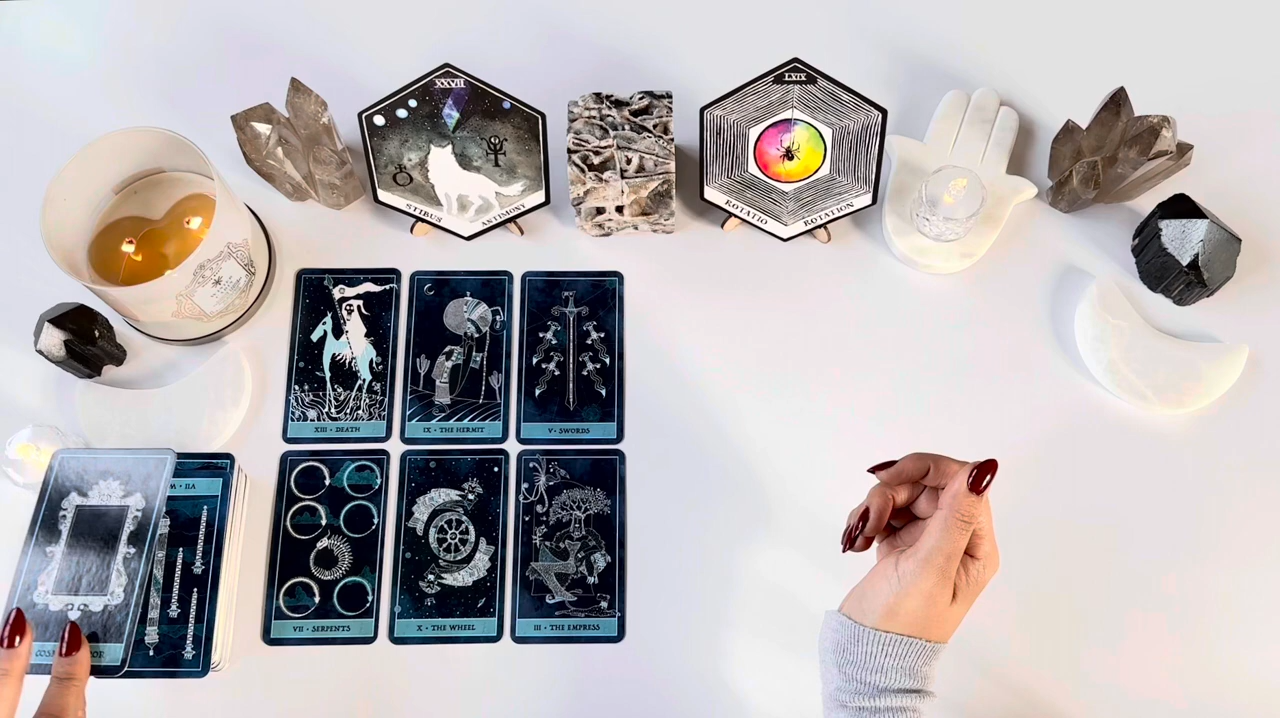 XXVII
STIBUS
ANTIMONY
LXIX
ROTATIO
ROTATION
XIII • DEATH
IX • THE HERMIT
V • SWORDS
VII • SERPENTS
X • THE WHEEL
III • THE EMPRESS
VII • W